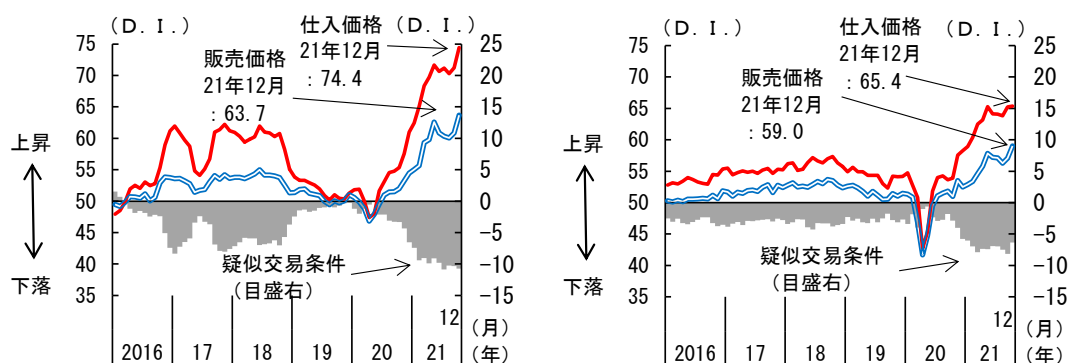 (Ｄ．Ｉ．)
仕入価格
21年12月
：74.4
(Ｄ．Ｉ．)
販売価格
21年12月
：63.7
75
70
65
60
55
50
45
40
35
25
20
15
10
5
0
−5
−10
−15
上昇
下落
疑似交易条件
（目盛右）
12
(月)
2016 17 18 19 20 21
(年)
(Ｄ．Ｉ．)
仕入価格
21年12月
：65.4
(Ｄ．Ｉ．)
販売価格
21年12月
：59.0
75
70
65
60
55
50
45
40
35
25
20
15
10
5
0
−5
−10
−15
上昇
下落
疑似交易条件
（目盛右）
12
(月)
2016 17 18 19 20 21
(年)